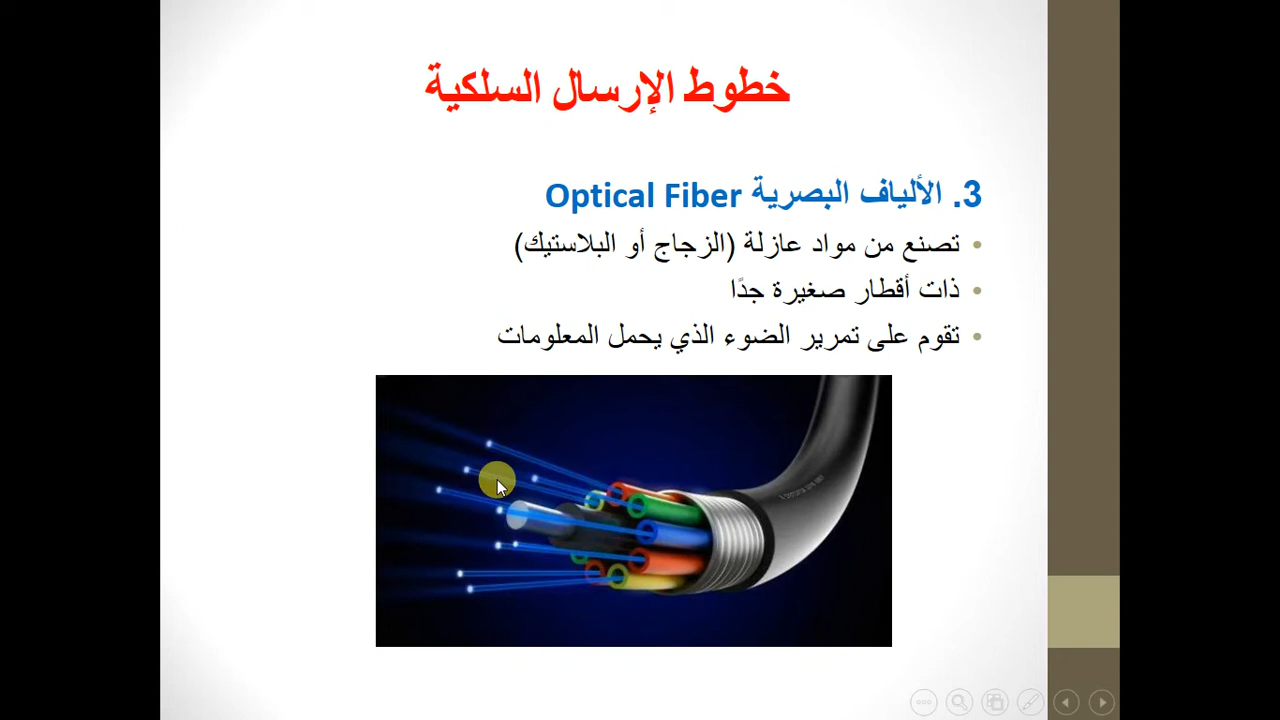 خطوط الإرسال السلكية
3. الألياف البصرية Optical Fiber
• تصنع من مواد عازلة (الزجاج أو البلاستيك)
• ذات أقطار صغيرة جدًا
• تقوم على تمرير الضوء الذي يحمل المعلومات